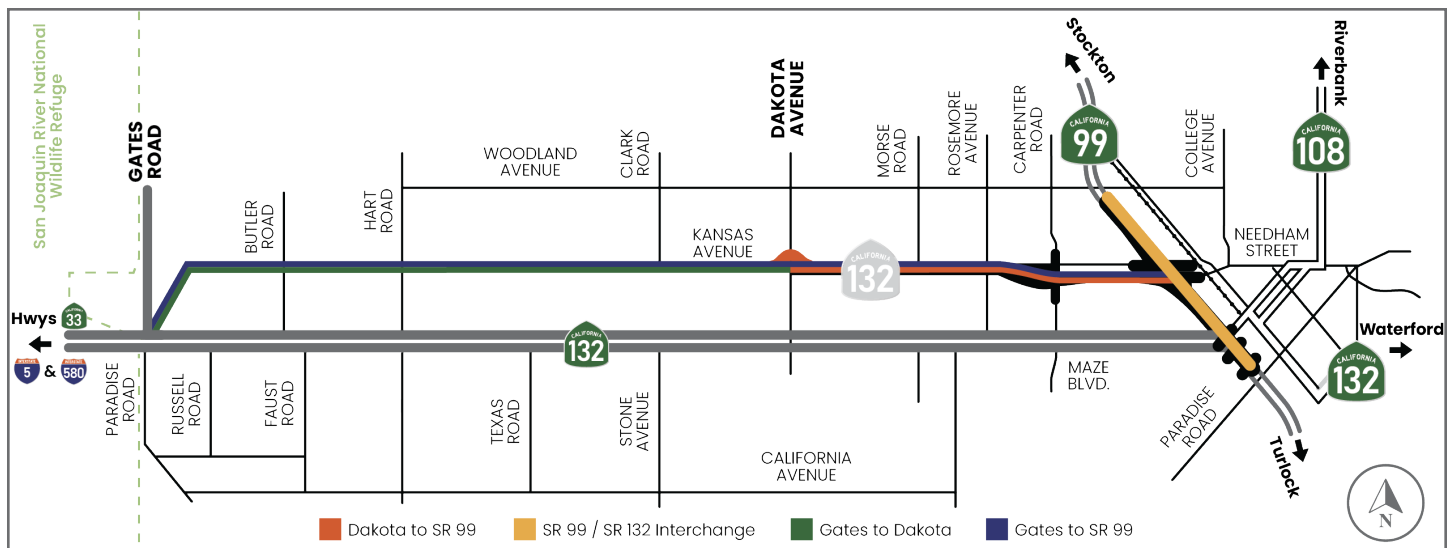 San Joaquin River National
Wildlife Refuge
GATES
ROAD
BUTLER
ROAD
HART
ROAD
WOODLAND
AVENUE
CLARK
ROAD
KANSAS
AVENUE
DAKOTA
AVENUE
MORSE
ROAD
ROSEMORE
AVENUE
CARPENTER
ROAD
Stockton
CALIFORNIA
99
COLLEGE
AVENUE
Riverbank
CALIFORNIA
108
NEEDHAM
STREET
CALIFORNIA
132
Hwys
CALIFORNIA
33
INTERSTATE
5
&
INTERSTATE
580
CALIFORNIA
132
Waterford
CALIFORNIA
132
PARADISE
ROAD
RUSSELL
ROAD
FAUST
ROAD
TEXAS
ROAD
STONE
AVENUE
CALIFORNIA
AVENUE
MAZE
BLVD.
PARADISE
ROAD
Turlock
N
Dakota to SR 99
SR 99 / SR 132 Interchange
Gates to Dakota
Gates to SR 99